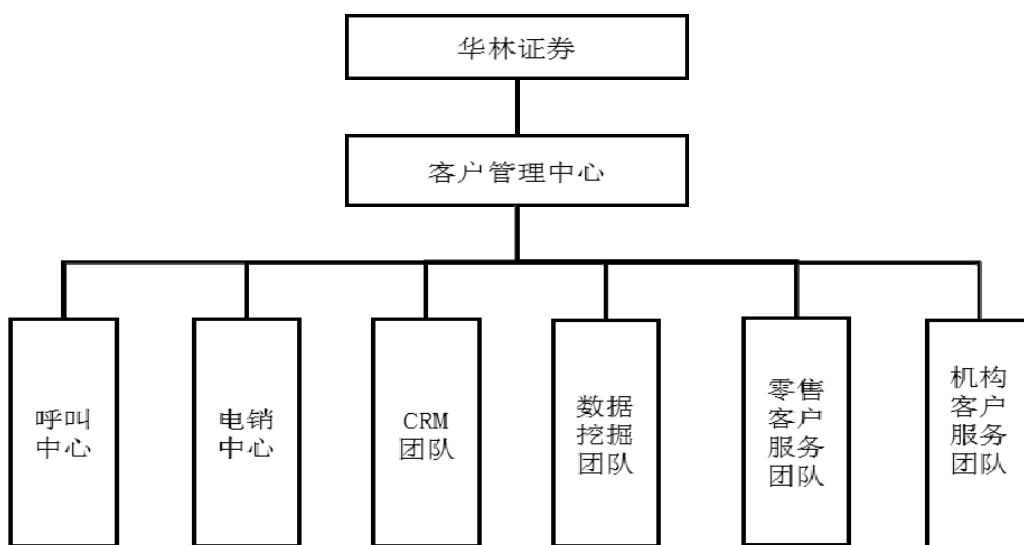 华林证券
客户管理中心
呼叫
中心
电销
中心
CRM
团队
数据
挖掘
团队
零售
客户
服务
团队
机构
客户
服务
团队